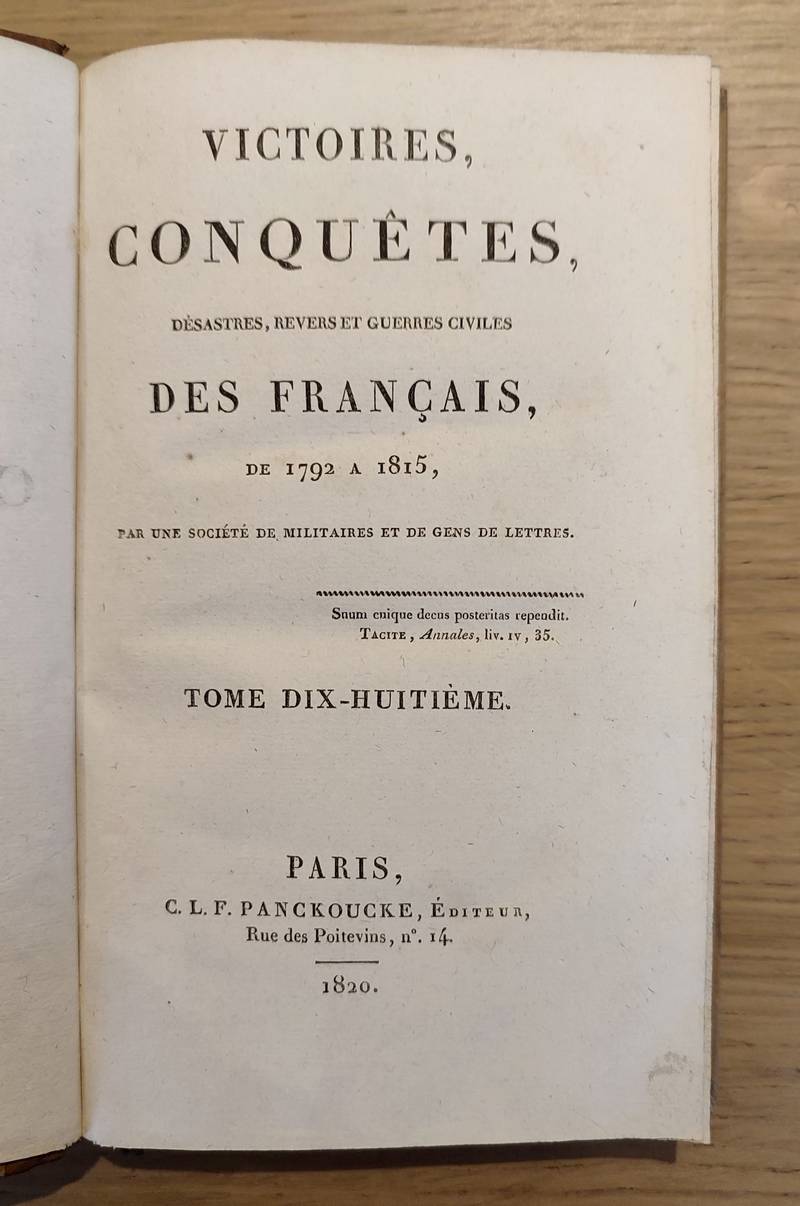 VICTOIRES,
CONQUÊTES,
DÉSASTRES, REVERS ET GUERRES CIVILES
DES FRANÇAIS,
DE 1792 A 1815,
PAR UNE SOCIÉTÉ DE MILITAIRES ET DE GENS DE LETTRES.
Suum cuique decus posteritas rependit.
TACITE, Annales, liv. IV, 35.
TOME DIX-HUITIÈME.
PARIS,
C. L. F. PANCKOUCKE, ÉDITEUR,
Rue des Poitevins, n°. 14.
1820.